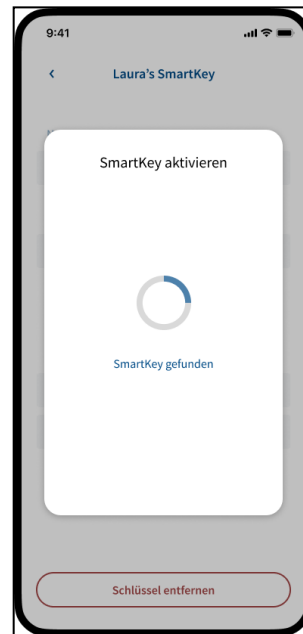 9:41
Laura's SmartKey
SmartKey aktivieren
SmartKey gefunden
Schlüssel entfernen